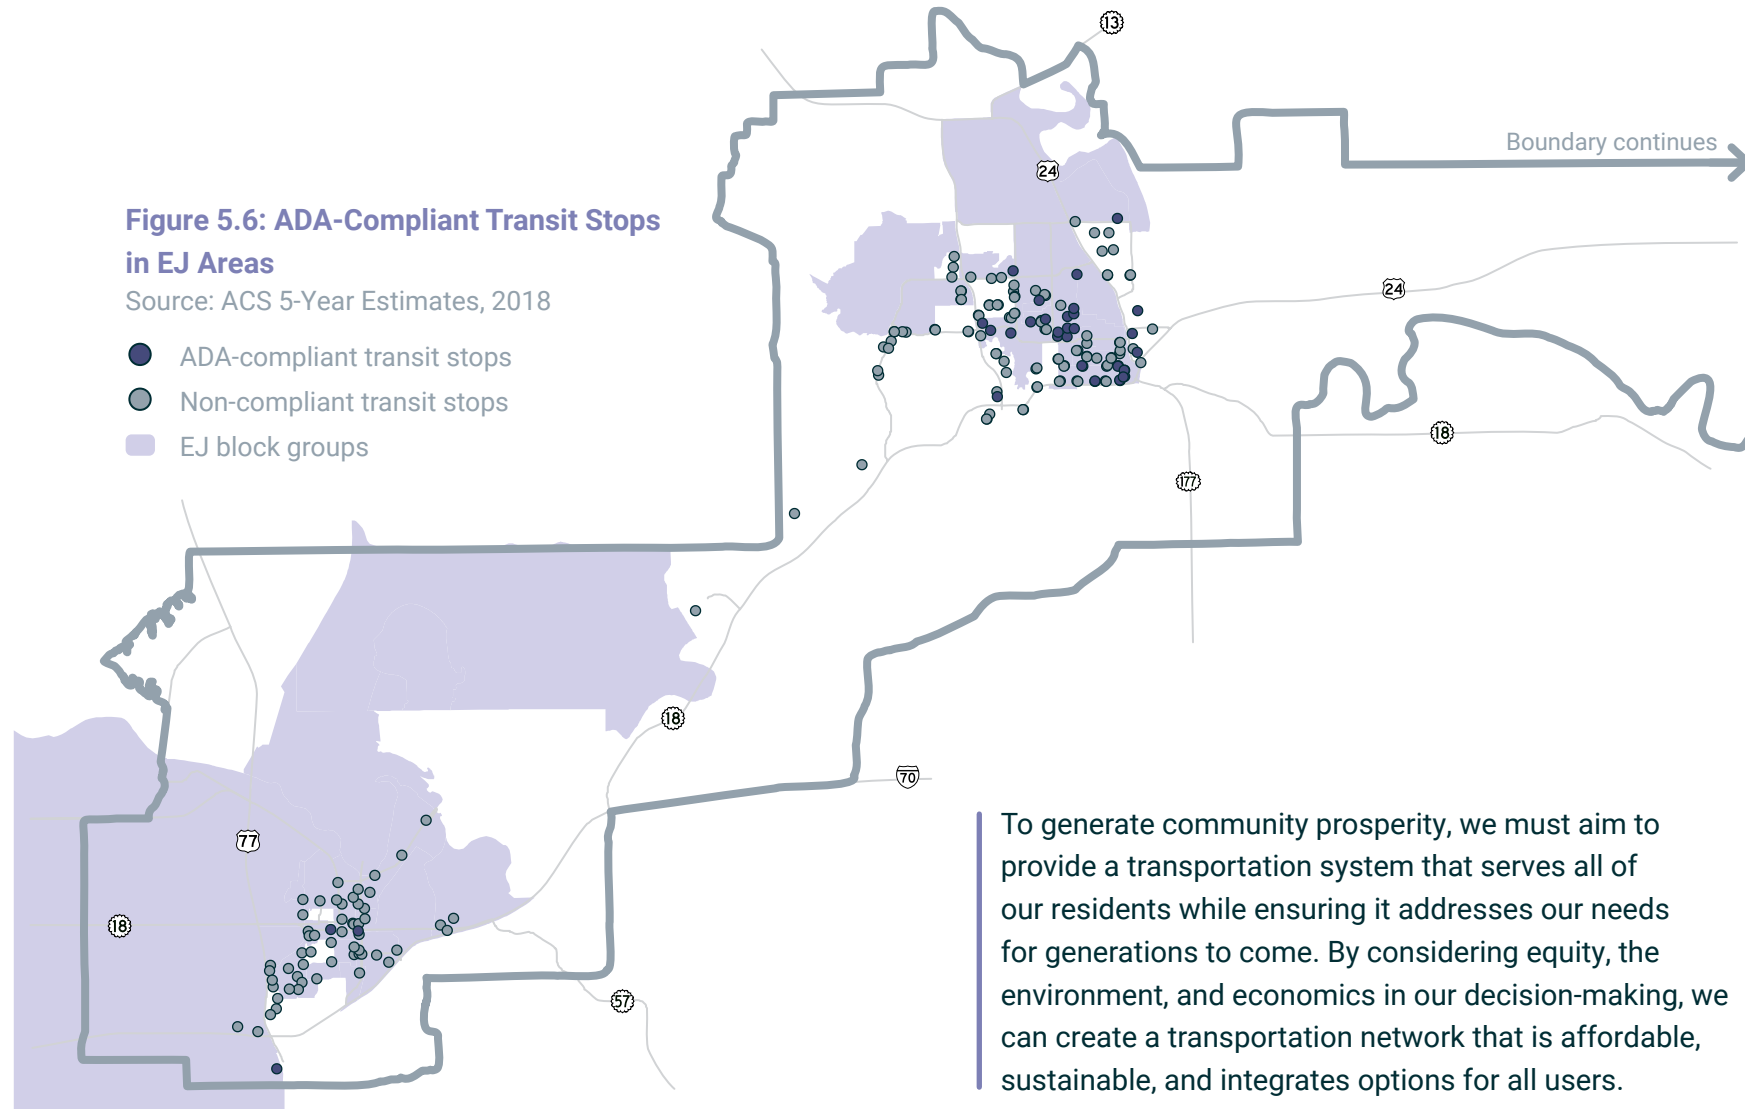 13
Boundary continues
24
Figure 5.6: ADA-Compliant Transit Stops
in EJ Areas
Source: ACS 5-Year Estimates, 2018
24
ADA-compliant transit stops
Non-compliant transit stops
EJ block groups
18
177
18
70
77
18
57
To generate community prosperity, we must aim to
provide a transportation system that serves all of
our residents while ensuring it addresses our needs
for generations to come. By considering equity, the
environment, and economics in our decision-making, we
can create a transportation network that is affordable,
sustainable, and integrates options for all users.